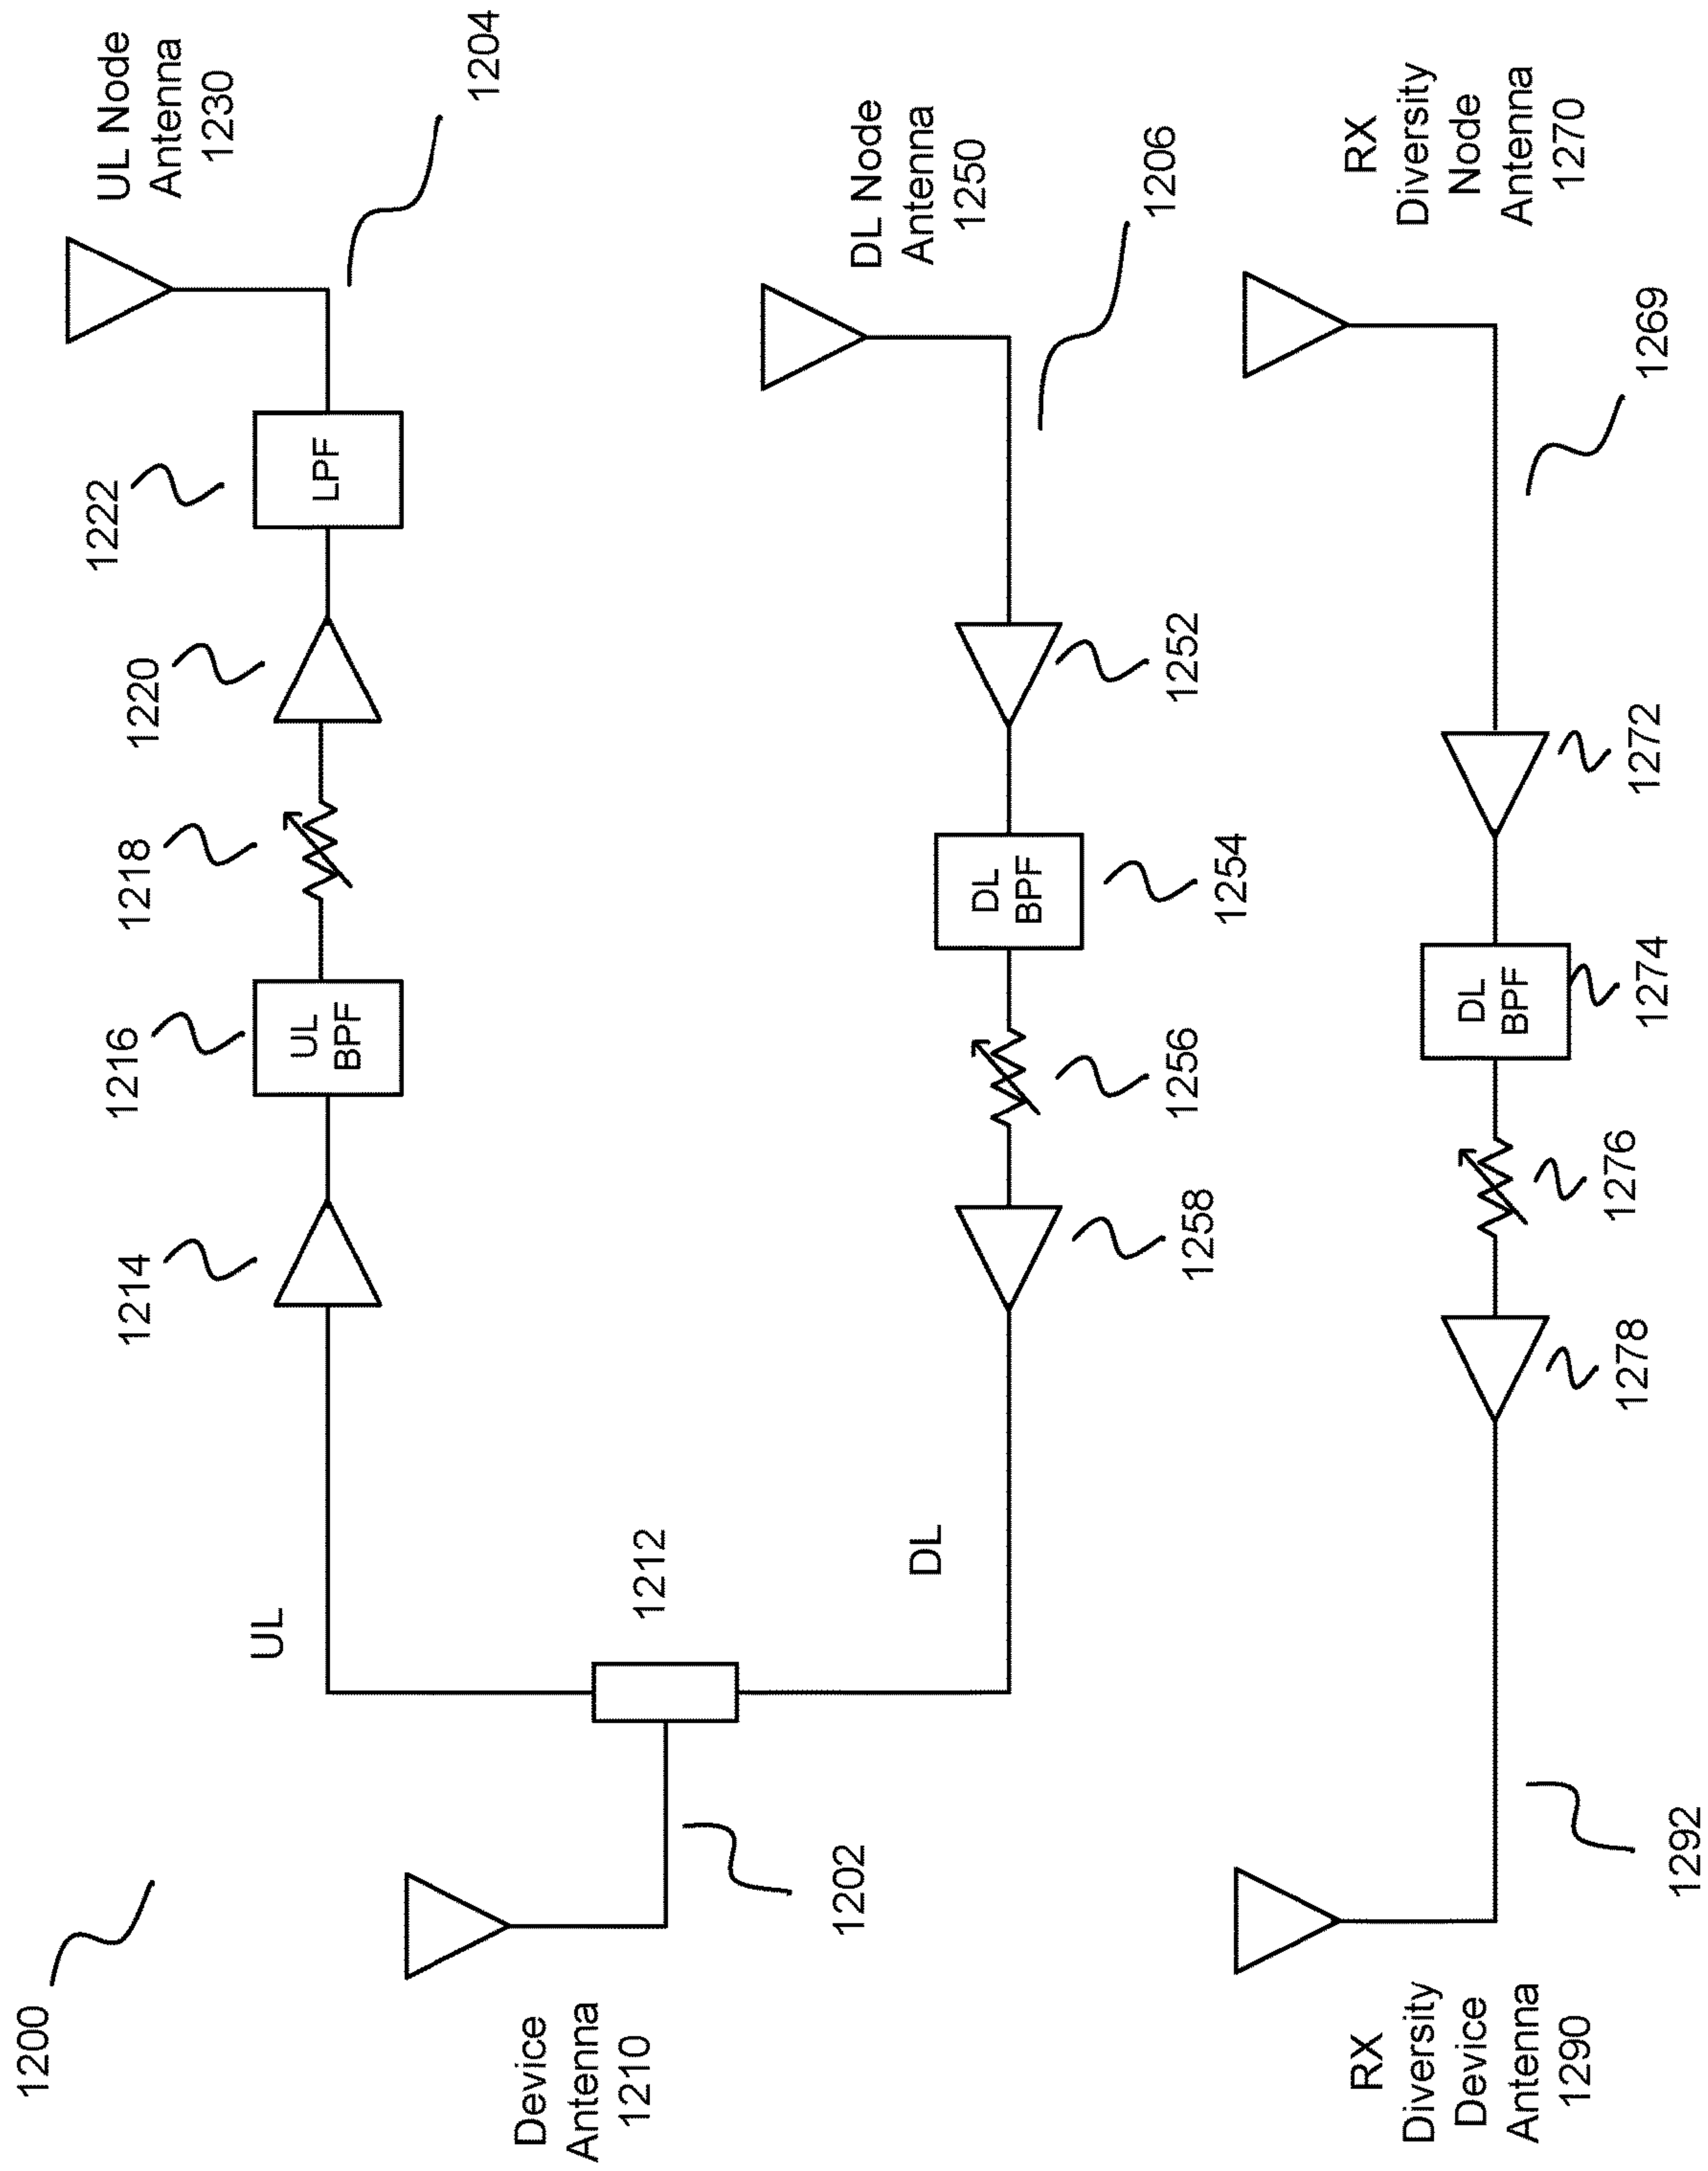 1200
UL Node
Antenna
1230
1204
1214
1216
1218
1220
1222
UL
BPF
LPF
UL
Device
Antenna
1210
1202
1212
DL
DL Node
Antenna
1250
1206
DL
BPF
1258
1256
1254
1252
RX
Diversity
Node
Antenna
1270
1269
DL
BPF
1278
1276
1274
1272
RX
Diversity
Device
Antenna
1290
1292